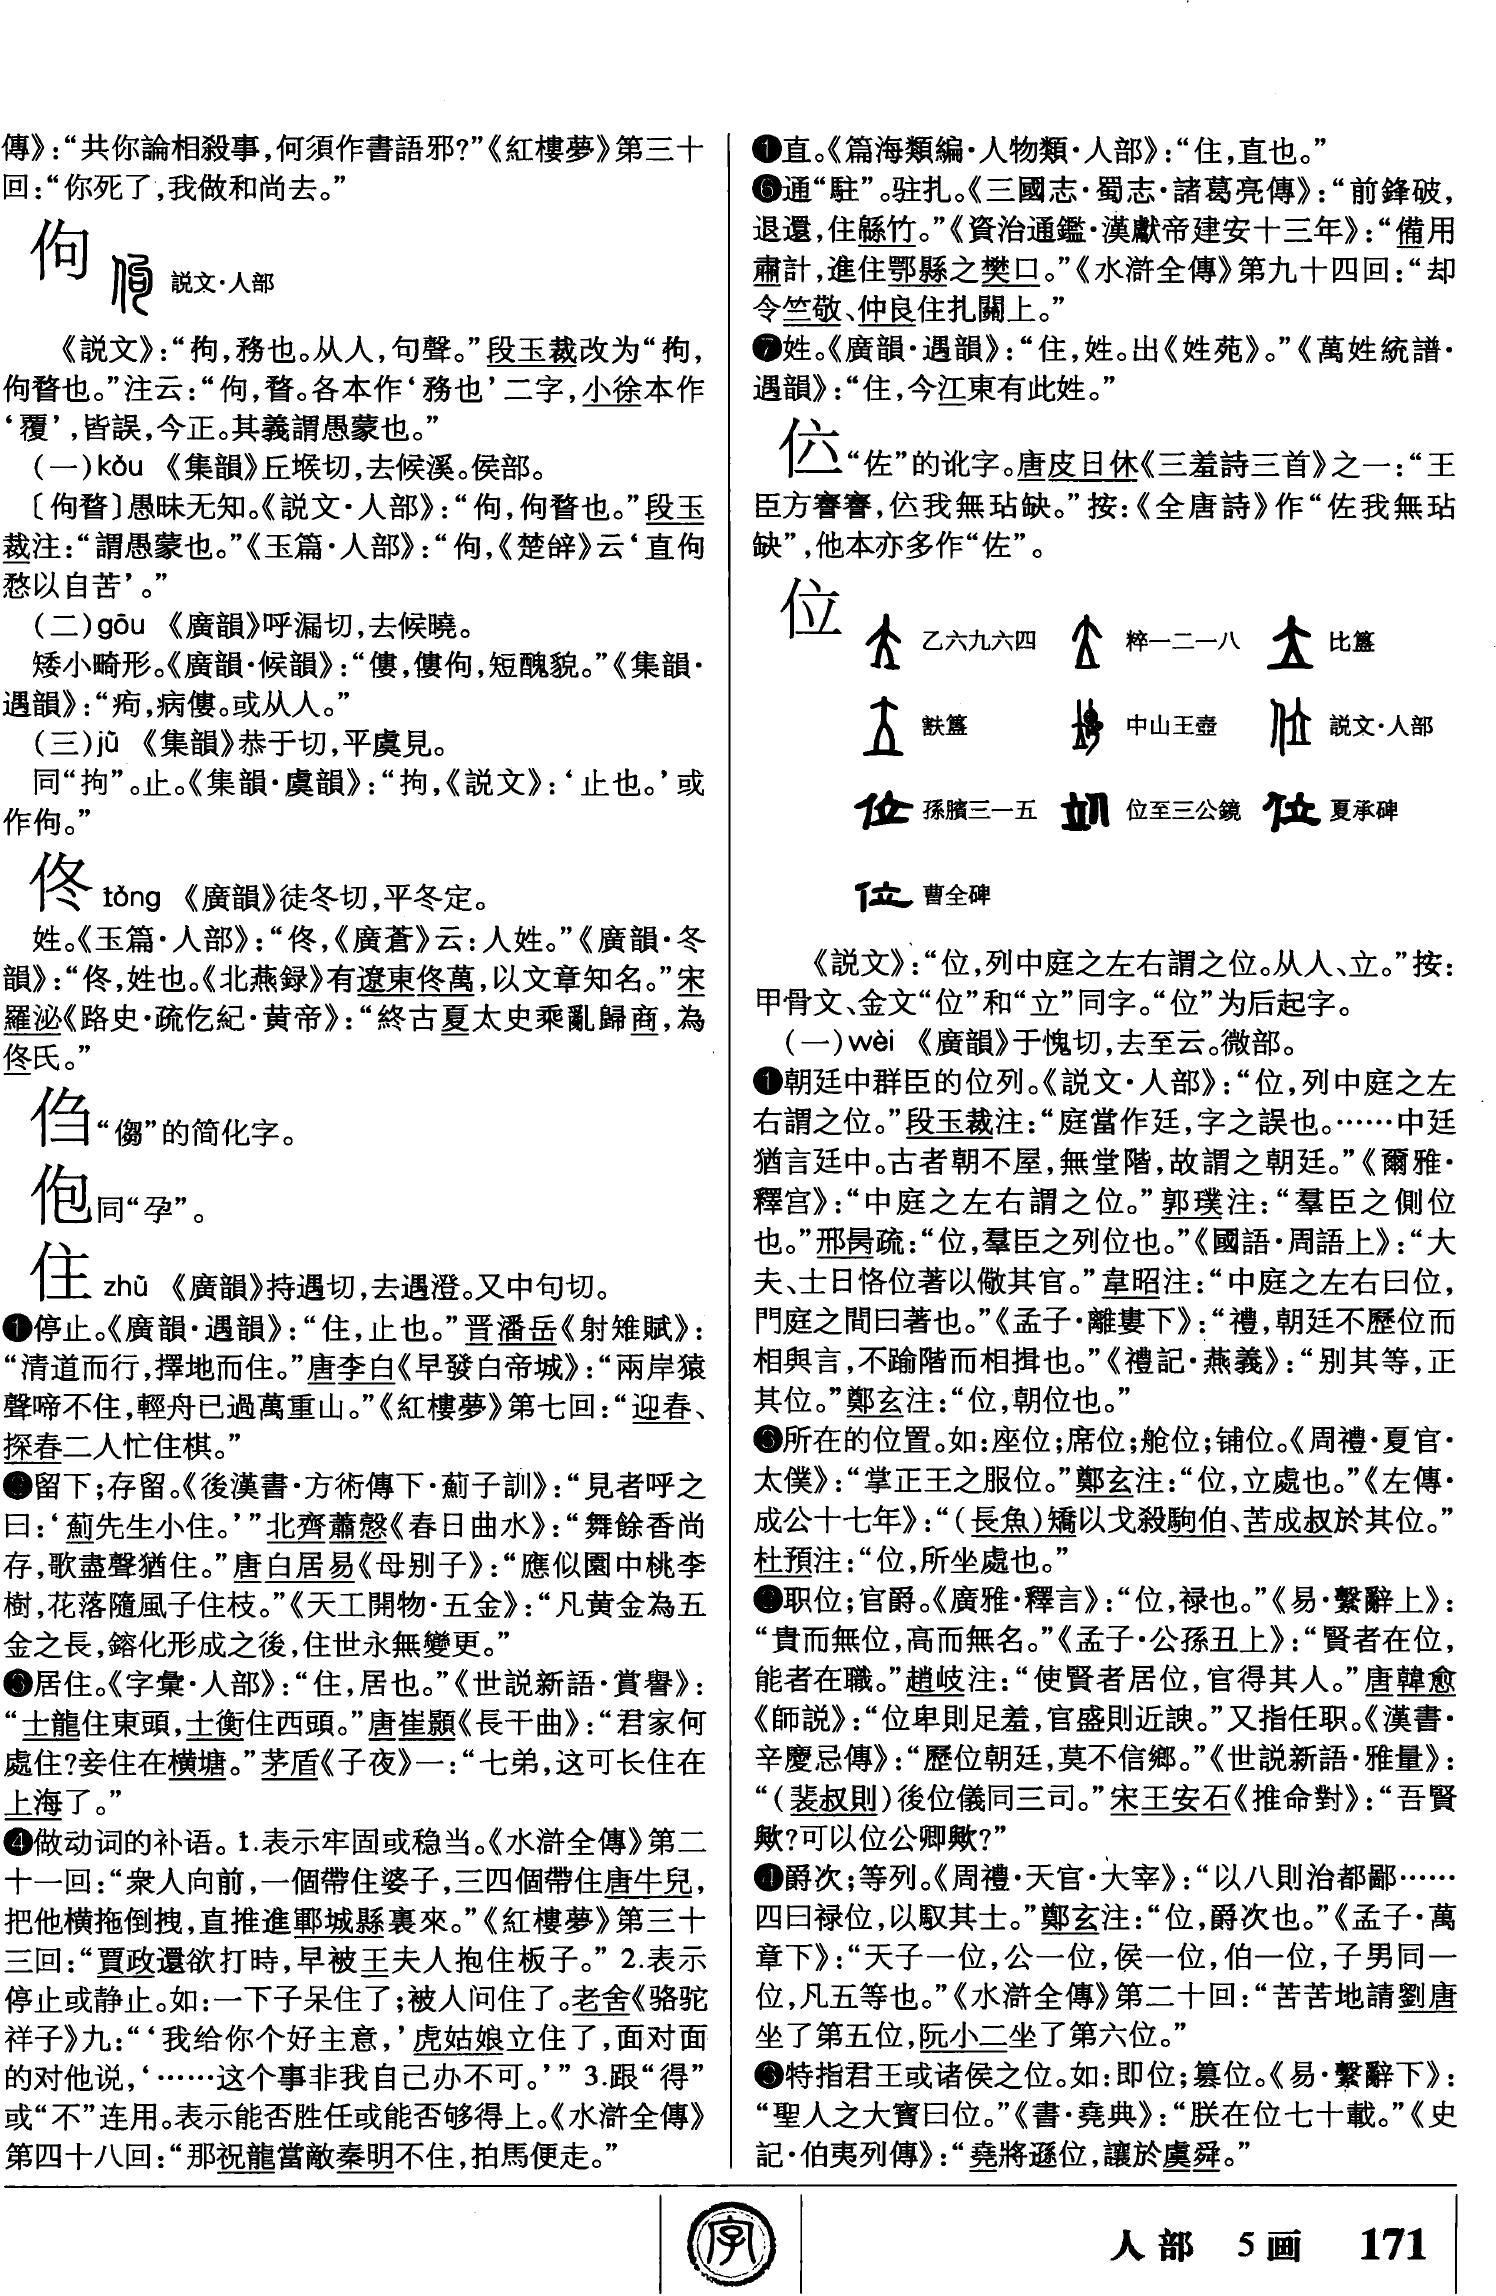 傳》：“共你論相殺事，何須作書語邪？”《紅樓夢》第三十
回：“你死了，我做和尚去。”
佝
説文·人部
《説文》：“佝，務也。从人，句聲。”段玉裁改为“佝，
佝瞀也。”注云：“佝，瞀。各本作‘務也’二字，小徐本作
‘覆’，皆誤，今正。其義謂愚蒙也。”
(一)kòu 《集韻》丘堠切，去候溪。侯部。
〔佝瞀〕愚昧无知。《説文·人部》：“佝，佝瞀也。”段玉
裁注：“謂愚蒙也。”《玉篇·人部》：“佝，《楚辭》云‘直佝
愗以自苦’。”
(二)gōu 《廣韻》呼漏切，去候曉。
矮小畸形。《廣韻·候韻》：“僂，僂佝，短醜貌。”《集韻·
遇韻》：“痀，病僂。或从人。”
(三)jū 《集韻》恭于切，平虞見。
同“拘”。止。《集韻·虞韻》：“拘，《説文》：‘止也。’或
作佝。”
佟 tóng 《廣韻》徒冬切，平冬定。
姓。《玉篇·人部》：“佟，《廣蒼》云：人姓。”《廣韻·冬
韻》：“佟，姓也。《北燕録》有遼東佟萬，以文章知名。”宋
羅泌《路史·疏仡紀·黄帝》：“終古夏太史乘亂歸商，為
佟氏。”
㑇 “㑳”的简化字。
㑾 同“孕”。
住 zhù 《廣韻》持遇切，去遇澄。又中句切。
❶停止。《廣韻·遇韻》：“住，止也。”晋潘岳《射雉賦》：
“清道而行，擇地而住。”唐李白《早發白帝城》：“兩岸猿
聲啼不住，輕舟已過萬重山。”《紅樓夢》第七回：“迎春、
探春二人忙住棋。”
❷留下；存留。《後漢書·方術傳下·薊子訓》：“見者呼之
曰：‘薊先生小住。’”北齊蕭慤《春日曲水》：“舞餘香尚
存，歌盡聲猶住。”唐白居易《母别子》：“應似園中桃李
樹，花落隨風子住枝。”《天工開物·五金》：“凡黄金為五
金之長，鎔化形成之後，住世永無變更。”
❸居住。《字彙·人部》：“住，居也。”《世説新語·賞譽》：
“士龍住東頭，士衡住西頭。”唐崔顥《長干曲》：“君家何
處住？妾住在横塘。”茅盾《子夜》一：“七弟，这可长住在
上海了。”
❹做动词的补语。1.表示牢固或稳当。《水滸全傳》第二
十一回：“衆人向前，一個帶住婆子，三四個帶住唐牛兒，
把他横拖倒拽，直推進鄆城縣裏來。”《紅樓夢》第三十
三回：“賈政還欲打時，早被王夫人抱住板子。” 2.表示
停止或静止。如：一下子呆住了；被人问住了。老舍《骆驼
祥子》九：“‘我给你个好主意，’虎姑娘立住了，面对面
的对他说，‘……这个事非我自己办不可。’” 3.跟“得”
或“不”连用。表示能否胜任或能否够得上。《水滸全傳》
第四十八回：“那祝龍當敵秦明不住，拍馬便走。”
❶直。《篇海類編·人物類·人部》：“住，直也。”
❻通“駐”。驻扎。《三國志·蜀志·諸葛亮傳》：“前鋒破，
退還，住緜竹。”《資治通鑑·漢獻帝建安十三年》：“備用
肅計，進住鄂縣之樊口。”《水滸全傳》第九十四回：“却
令竺敬、仲良住扎關上。”
❼姓。《廣韻·遇韻》：“住，姓。出《姓苑》。”《萬姓統譜·
遇韻》：“住，今江東有此姓。”
“佐”的讹字。唐皮日休《三羞詩三首》之一：“王
臣方謇謇，㐰我無玷缺。”按：《全唐詩》作“佐我無玷
缺”，他本亦多作“佐”。
位
乙六九六四 粹一二一八 比簋
㝬簋 中山王壺 説文·人部
孫臏三一五 位至三公鏡 夏承碑
曹全碑
《説文》：“位，列中庭之左右謂之位。从人、立。”按：
甲骨文、金文“位”和“立”同字。“位”为后起字。
(一)wèi 《廣韻》于愧切，去至云。微部。
❶朝廷中群臣的位列。《説文·人部》：“位，列中庭之左
右謂之位。”段玉裁注：“庭當作廷，字之誤也。……中廷
猶言廷中。古者朝不屋，無堂階，故謂之朝廷。”《爾雅·
釋宫》：“中庭之左右謂之位。”郭璞注：“羣臣之側位
也。”邢昺疏：“位，羣臣之列位也。”《國語·周語上》：“大
夫、士日恪位著以儆其官。”韋昭注：“中庭之左右曰位，
門庭之間曰著也。”《孟子·離婁下》：“禮，朝廷不歷位而
相與言，不踰階而相揖也。”《禮記·燕義》：“别其等，正
其位。”鄭玄注：“位，朝位也。”
❸所在的位置。如：座位；席位；舱位；铺位。《周禮·夏官·
太僕》：“掌正王之服位。”鄭玄注：“位，立處也。”《左傳·
成公十七年》：“（長魚）矯以戈殺駒伯、苦成叔於其位。”
杜預注：“位，所坐處也。”
❷职位；官爵。《廣雅·釋言》：“位，禄也。”《易·繫辭上》：
“貴而無位，高而無名。”《孟子·公孫丑上》：“賢者在位，
能者在職。”趙岐注：“使賢者居位，官得其人。”唐韓愈
《師説》：“位卑則足羞，官盛則近諛。”又指任职。《漢書·
辛慶忌傳》：“歷位朝廷，莫不信鄉。”《世説新語·雅量》：
“（裴叔則）後位儀同三司。”宋王安石《推命對》：“吾賢
歟？可以位公卿歟？”
❹爵次；等列。《周禮·天官·大宰》：“以八則治都鄙……
四曰禄位，以馭其士。”鄭玄注：“位，爵次也。”《孟子·萬
章下》：“天子一位，公一位，侯一位，伯一位，子男同一
位，凡五等也。”《水滸全傳》第二十回：“苦苦地請劉唐
坐了第五位，阮小二坐了第六位。”
❺特指君王或诸侯之位。如：即位；篡位。《易·繫辭下》：
“聖人之大寶曰位。”《書·堯典》：“朕在位七十載。”《史
記·伯夷列傳》：“堯將遜位，讓於虞舜。”
字
人部 5画 171